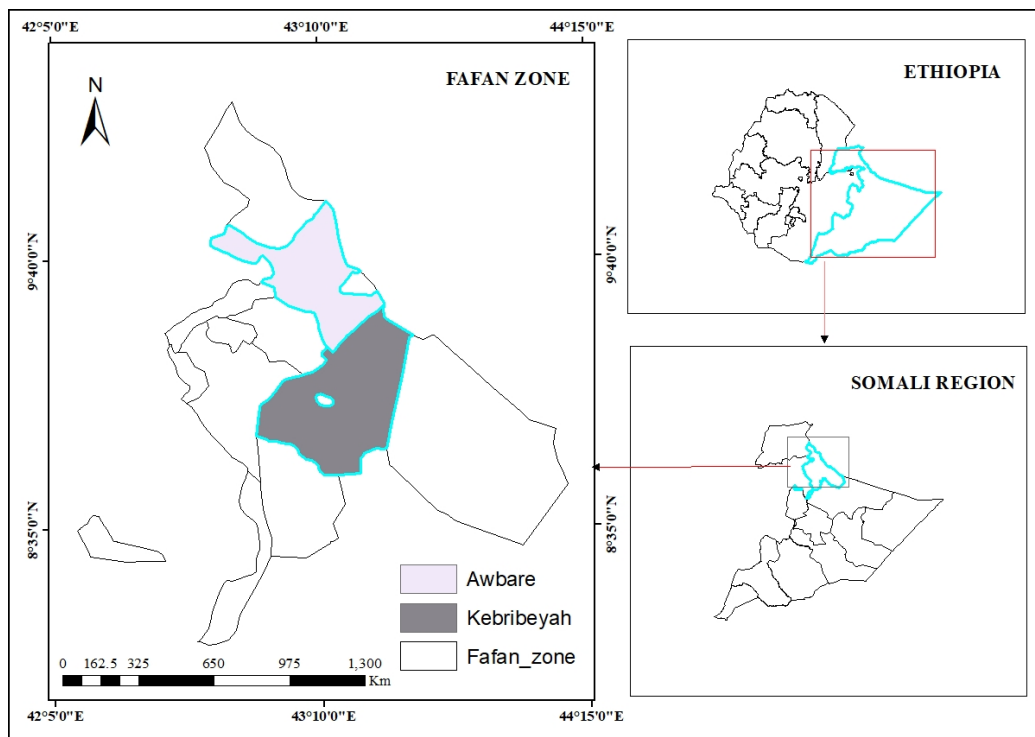 42°5'0"E
43°10'0"E
44°15'0"E
FAFAN ZONE
N
9°40'0"N
8°35'0"N
Awbare
Kebribeyah
Fafan_zone
0 162.5 325 650 975 1,300
Km
42°5'0"E
43°10'0"E
44°15'0"E
9°40'0"N
8°35'0"N
ETHIOPIA
SOMALI REGION